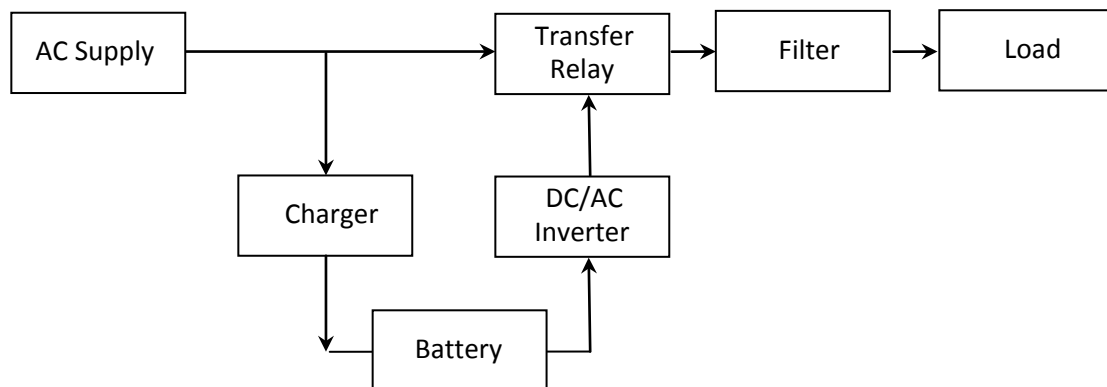 AC Supply
Transfer
Relay
Filter
Load
Charger
DC/AC
Inverter
Battery